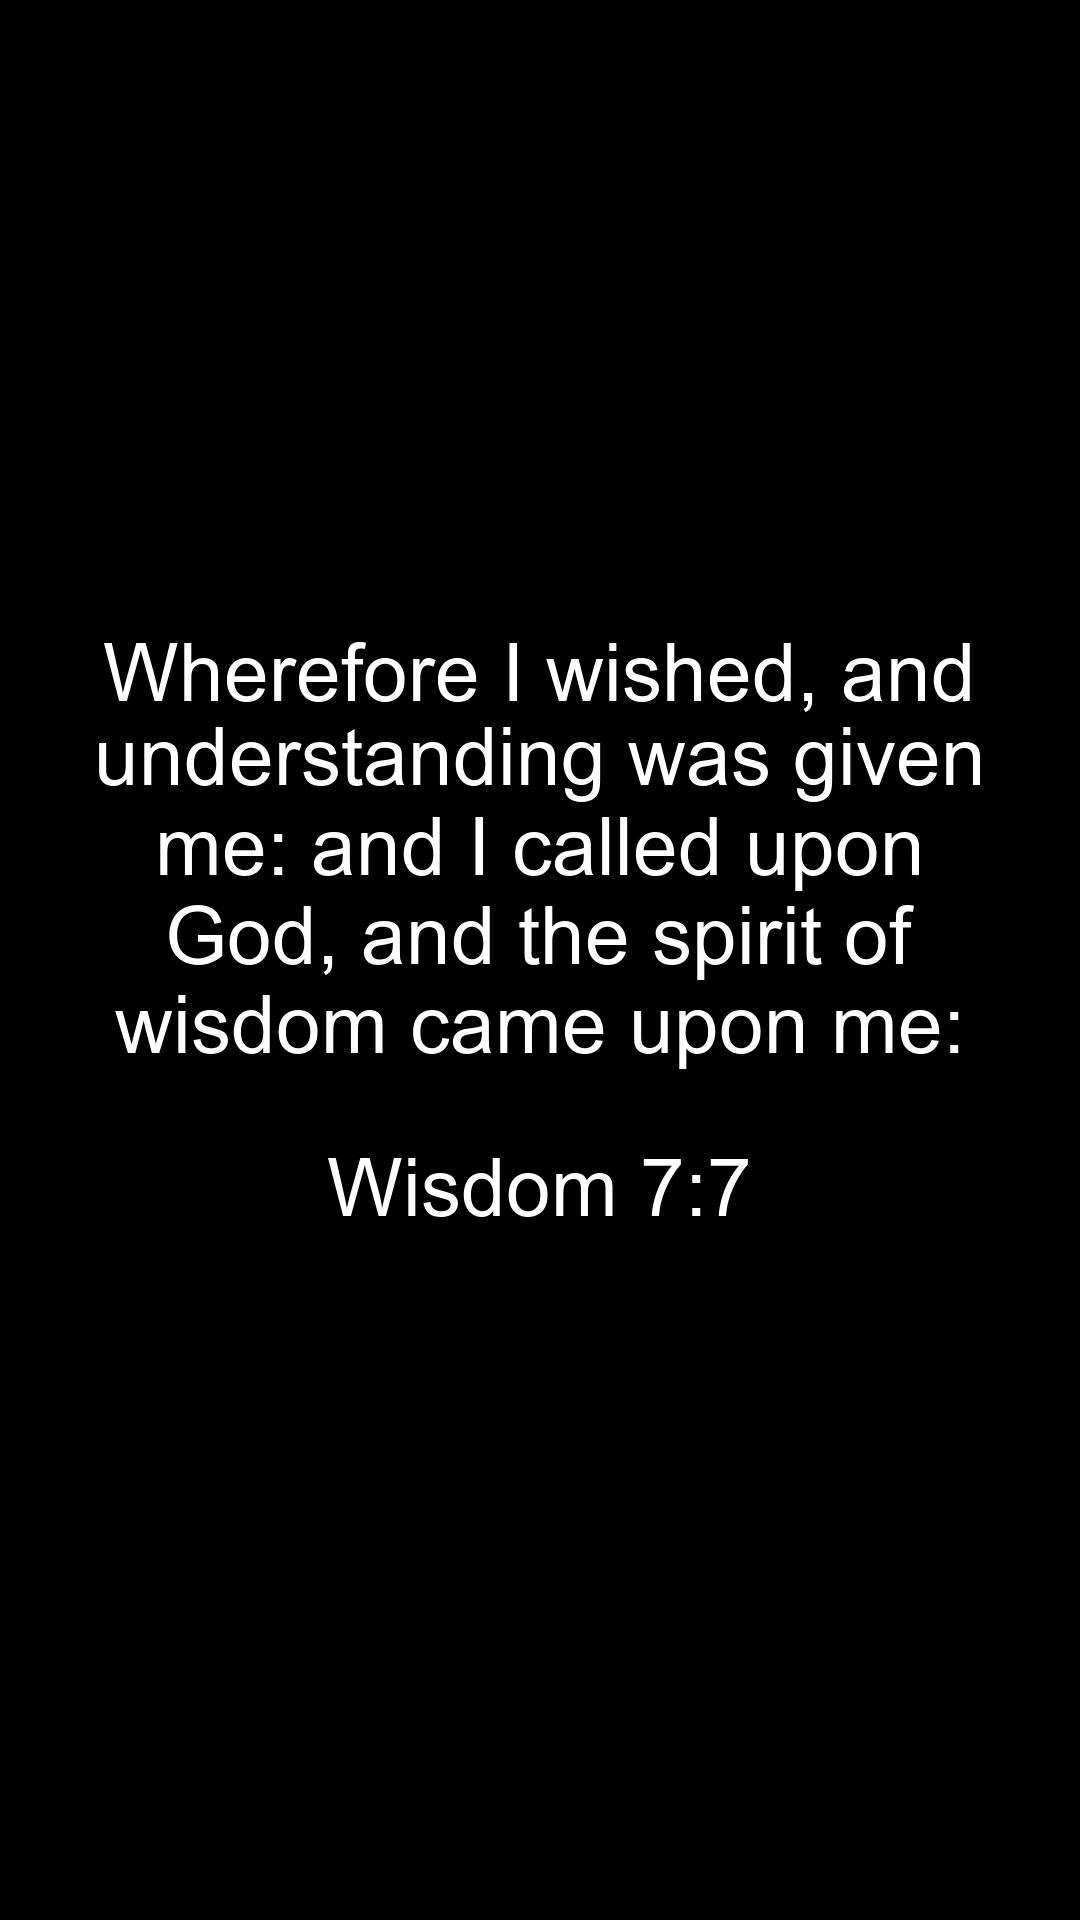 Wherefore I wished, and
understanding was given
me: and I called upon
God, and the spirit of
wisdom came upon me:
Wisdom 7:7